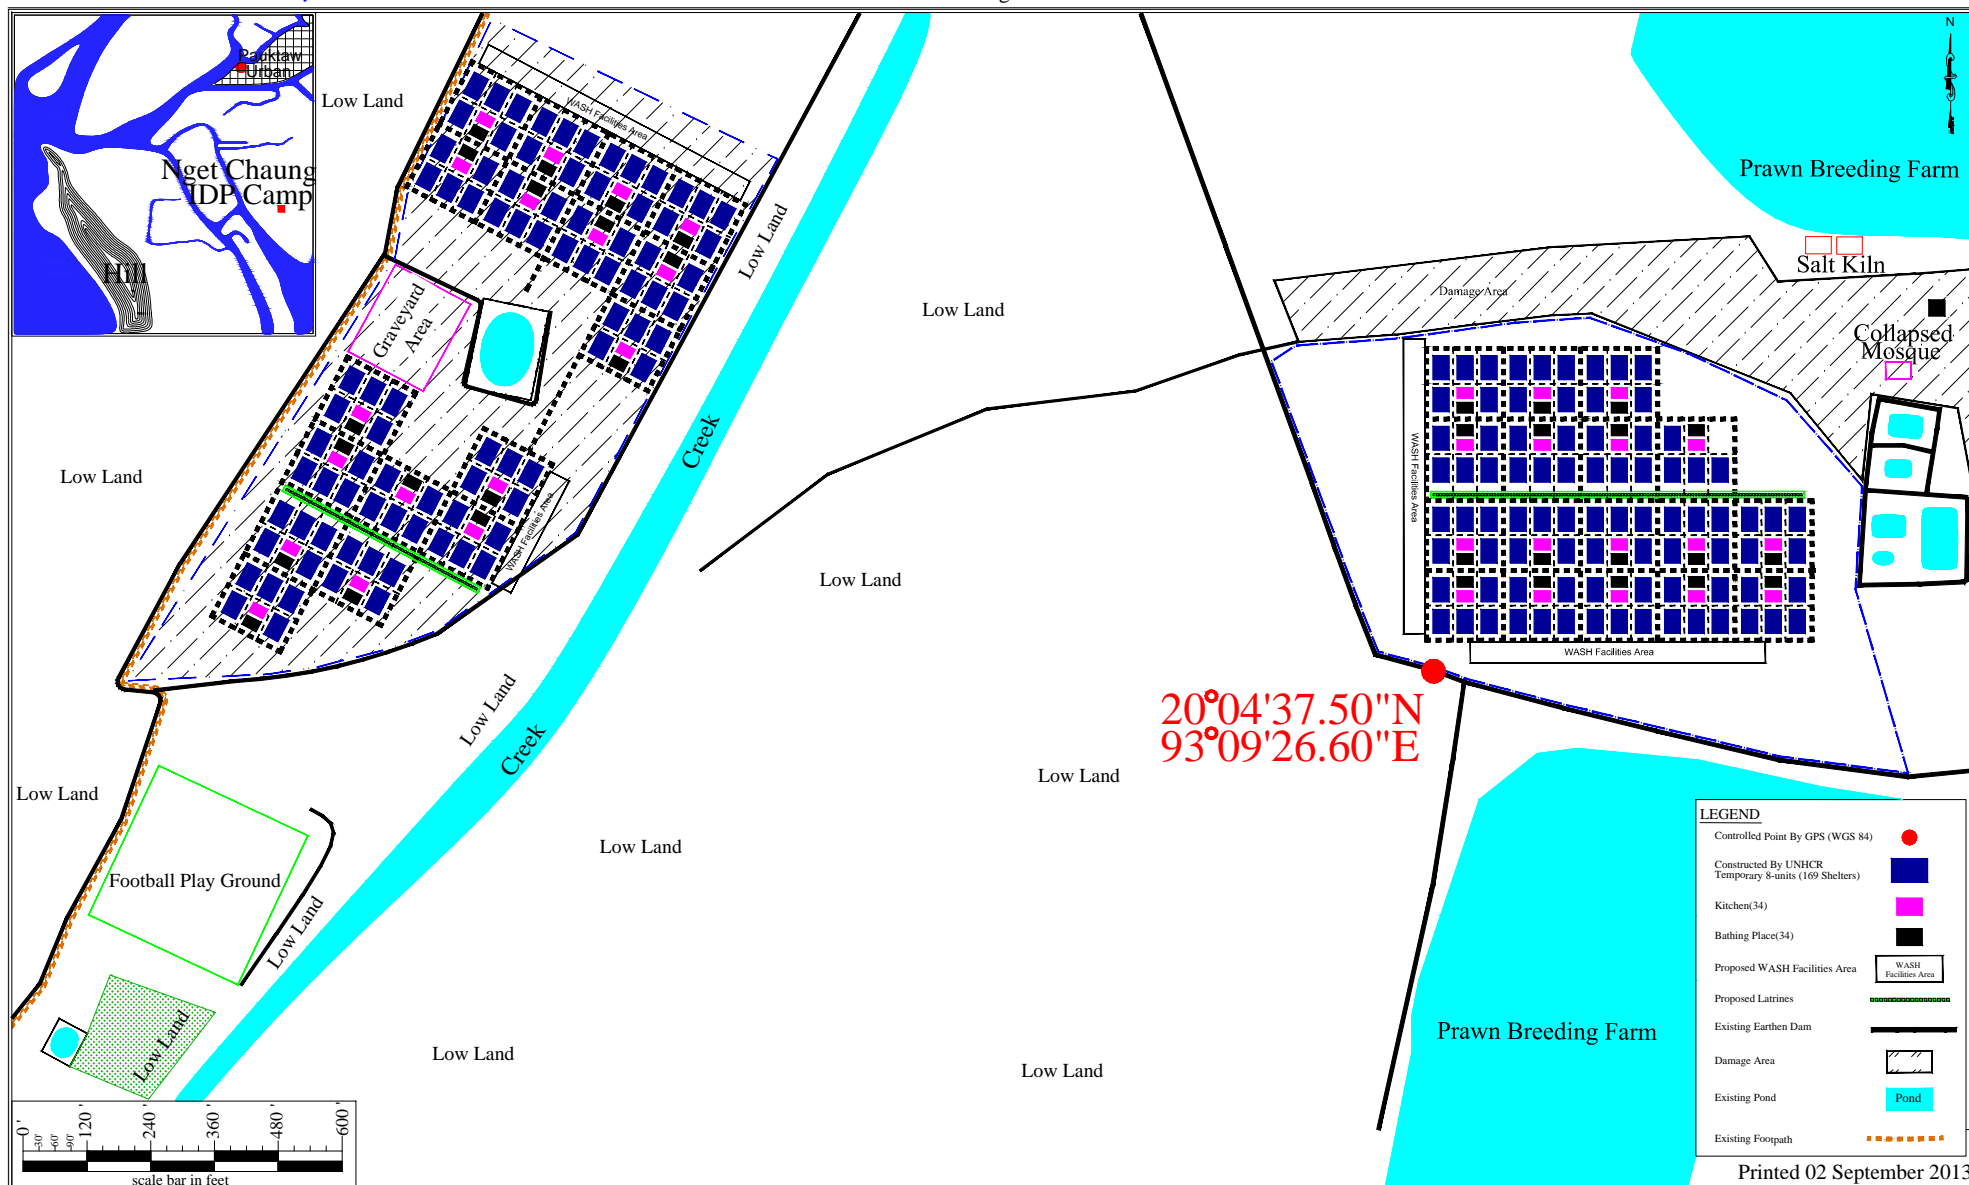 Pauktaw
Urban
Nget Chaung
IDP Camp
Hill
Low Land
WASH Facilities Area
Low Land
Graveyard
Area
Low Land
Creek
WASH Facilities Area
Low Land
Low Land
Low Land
Creek
Low Land
Football Play Ground
Low Land
Low Land
Low Land
Low Land
Low Land
Low Land
Low Land
N
Prawn Breeding Farm
Salt Kiln
Damage Area
Collapsed
Mosque
WASH Facilities Area
WASH Facilities Area
20°04'37.50"N
93°09'26.60"E
Prawn Breeding Farm
LEGEND
Controlled Point By GPS (WGS 84)
Constructed By UNHCR
Temporary 8-units (169 Shelters)
Kitchen(34)
Bathing Place(34)
Proposed WASH Facilities Area
WASH
Facilities Area
Proposed Latrines
Existing Earthen Dam
Damage Area
Existing Pond
Pond
Existing Footpath
0' -30' -60' -90' 120' 240' 360' 480' 600'
scale bar in feet
Printed 02 September 2013